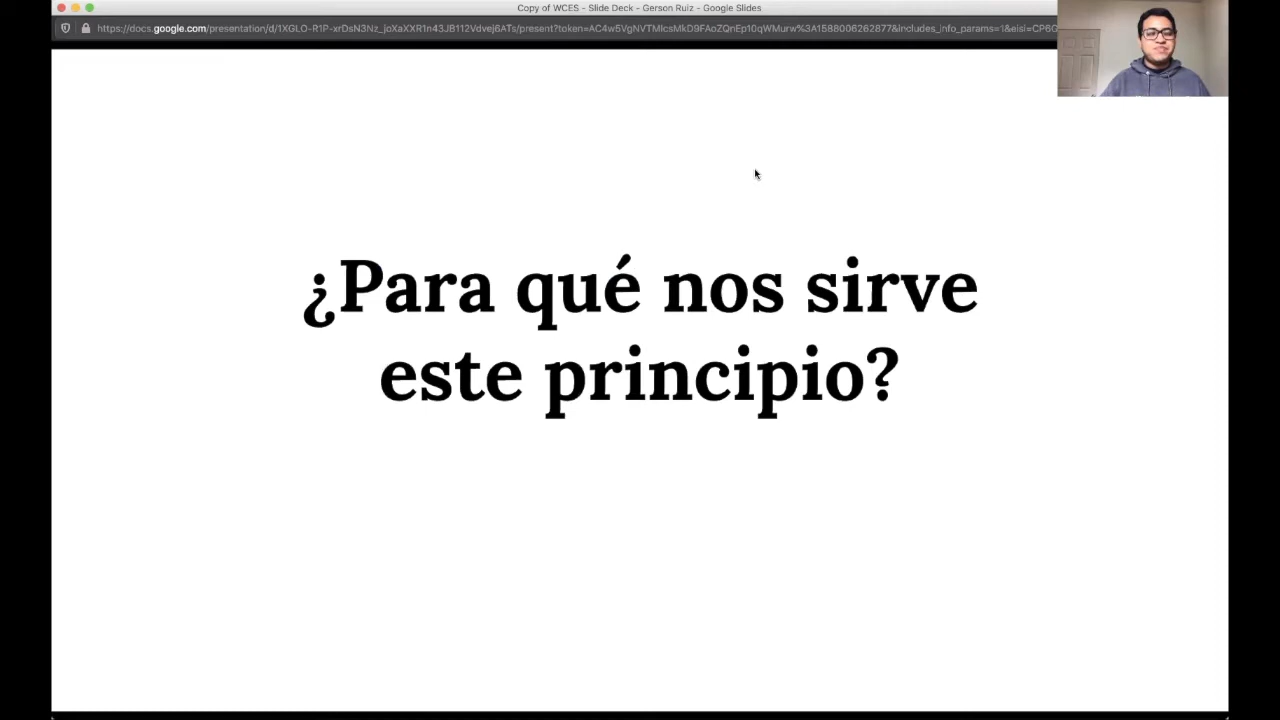 Copy of WCES - Slide Deck - Gerson Ruiz - Google Slides
¿Para qué nos sirve
este principio?